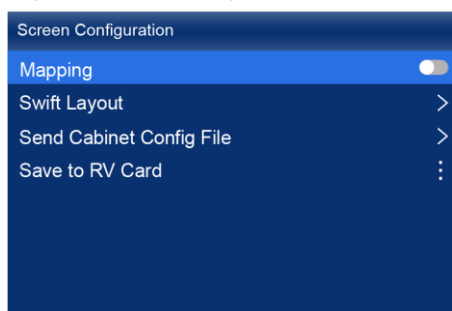 Screen Configuration
Mapping
Swift Layout
Send Cabinet Config File
Save to RV Card